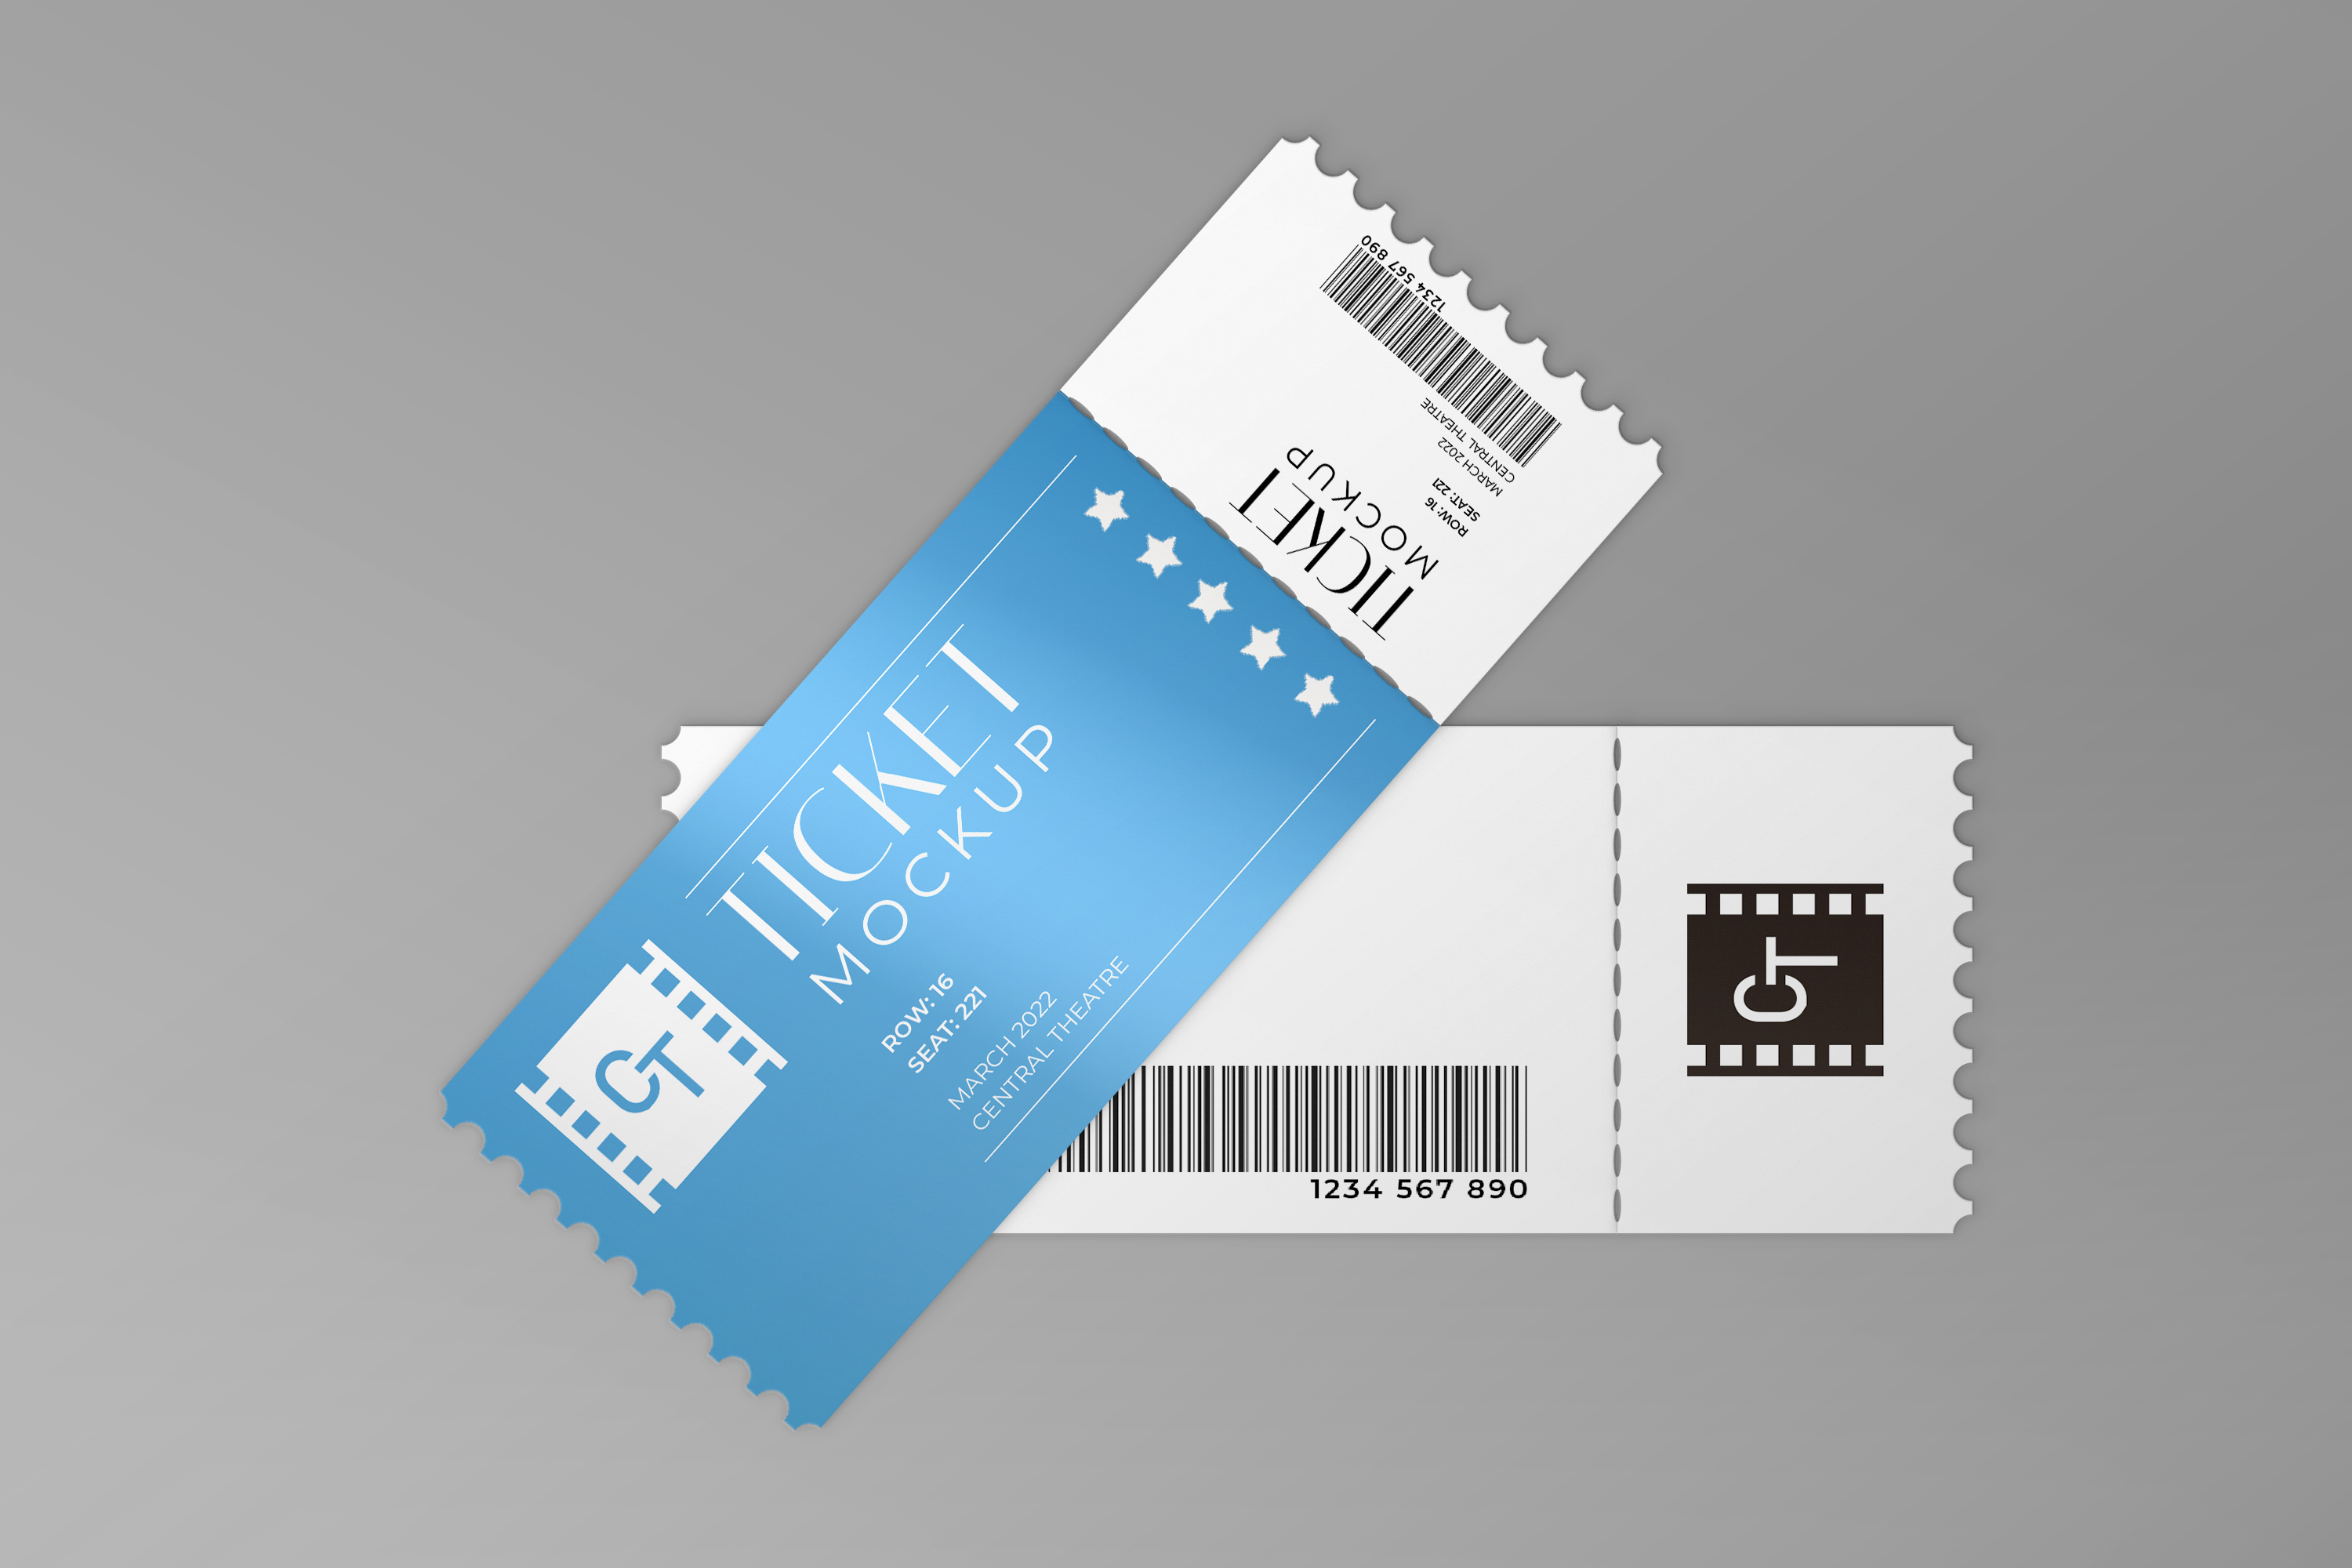 TICKET
MOCKUP
ROW: 16
SEAT: 221
MARCH 2022
CENTRAL THEATRE
CT
TICKET
MOCKUP
ROW: 16
SEAT: 221
MARCH 2022
CENTRAL THEATRE
1234 567 890
1234 567 890
CT